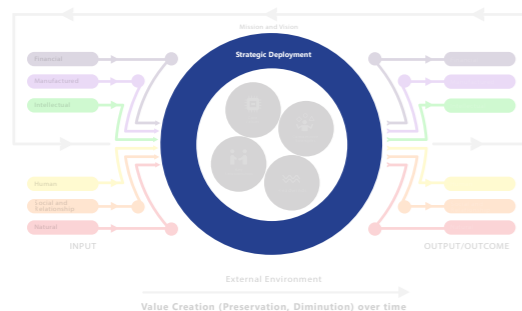 Mission and Vision
Strategic Deployment
Financial
Manufactured
Intellectual
Human
Social and
Relationship
Natural
INPUT
OUTPUT/OUTCOME
External Environment
Value Creation (Preservation, Diminution) over time